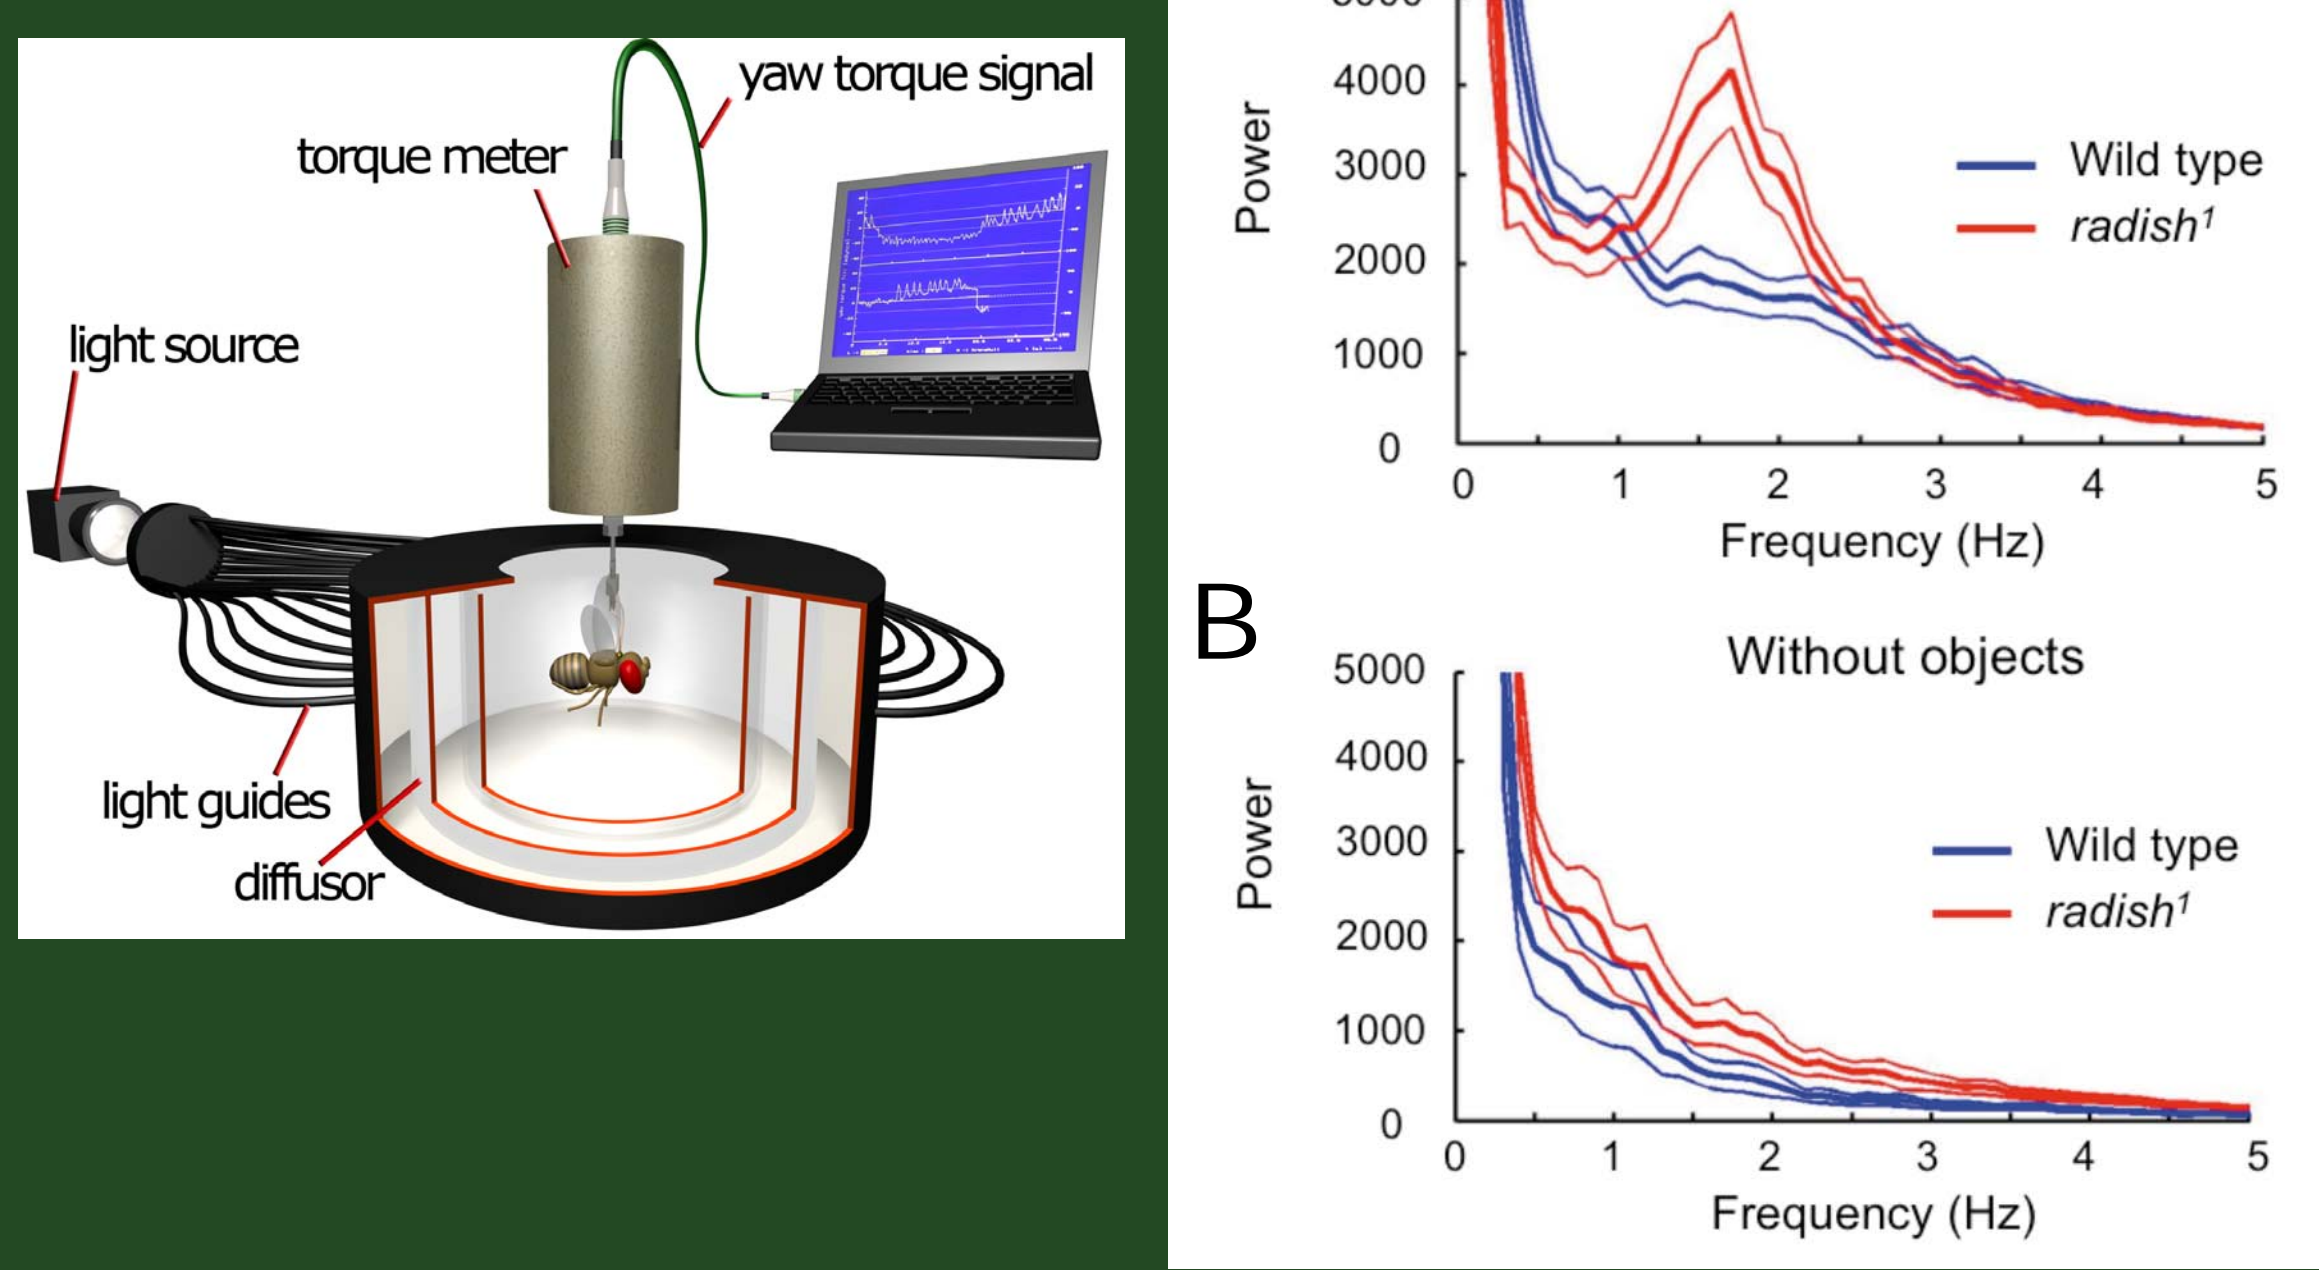 yaw torque signal
torque meter
light source
light guides
diffusor
Power
4000
3000
2000
1000
0
0 1 2 3 4 5
Frequency (Hz)
Wild type
radish¹
B
Without objects
Power
5000
4000
3000
2000
1000
0
0 1 2 3 4 5
Frequency (Hz)
Wild type
radish¹